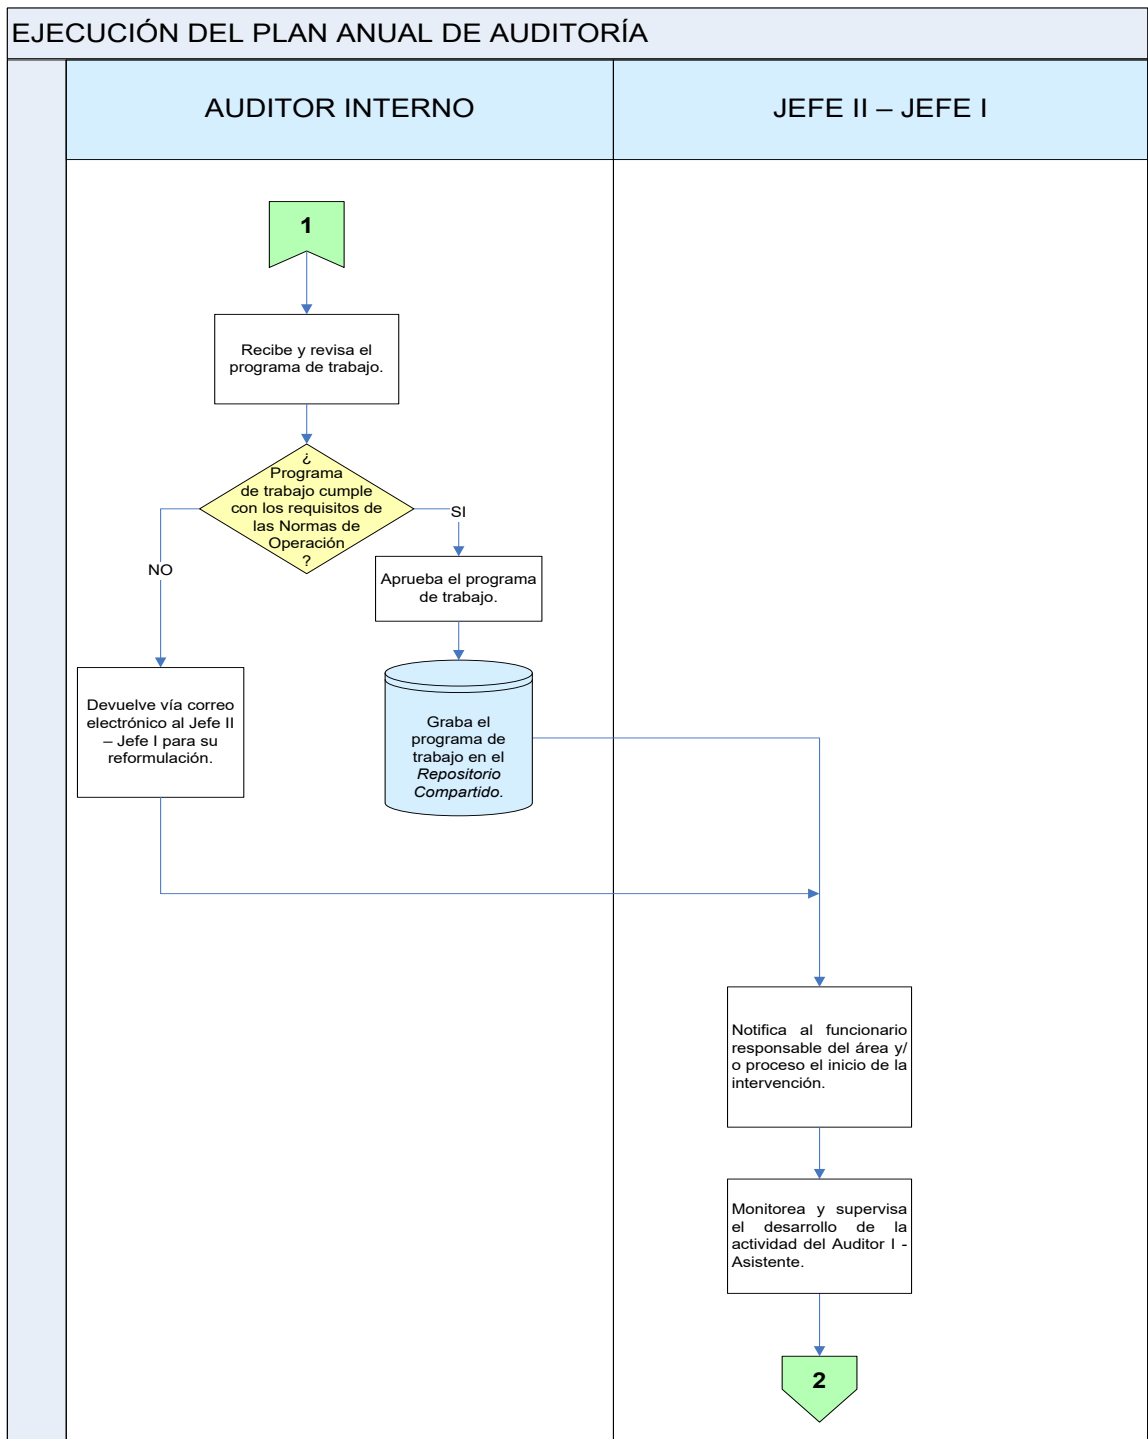 EJECUCIÓN DEL PLAN ANUAL DE AUDITORÍA
AUDITOR INTERNO
JEFE II – JEFE I
1
Recibe y revisa el
programa de trabajo.
¿
Programa
de trabajo cumple
con los requisitos de
las Normas de
Operación
?
SI
NO
Aprueba el programa
de trabajo.
Devuelve vía correo
electrónico al Jefe II
– Jefe I para su
reformulación.
Graba el
programa de
trabajo en el
Repositorio
Compartido.
Notifica al funcionario
responsable del área y/
o proceso el inicio de la
intervención.
Monitorea y supervisa
el desarrollo de la
actividad del Auditor I -
Asistente.
2